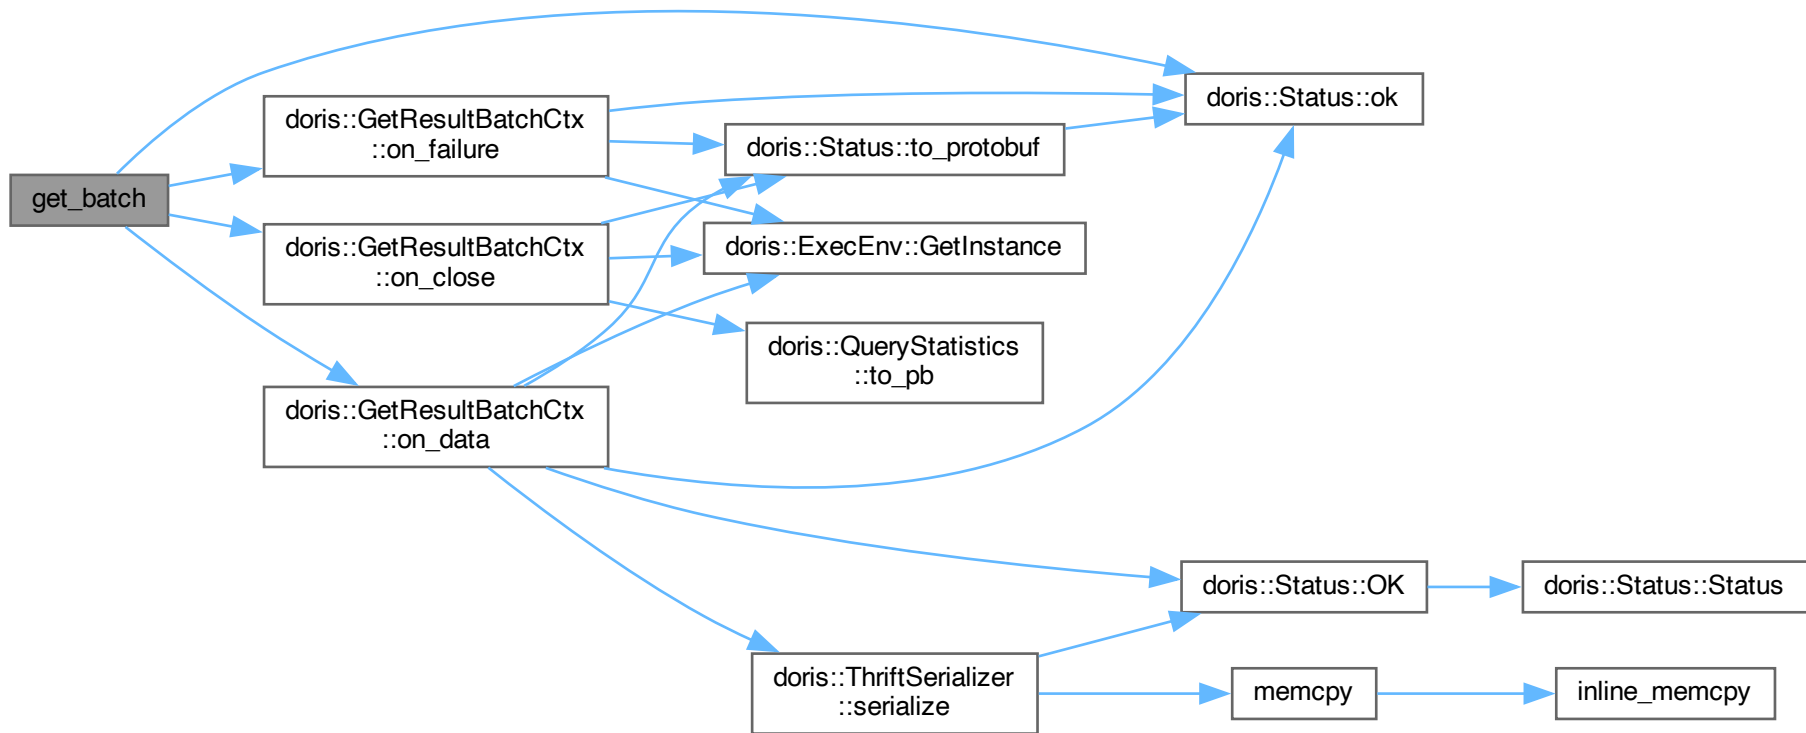 get_batch
doris::GetResultBatchCtx
::on_failure
doris::GetResultBatchCtx
::on_close
doris::GetResultBatchCtx
::on_data
doris::Status::to_protobuf
doris::ExecEnv::GetInstance
doris::QueryStatistics
::to_pb
doris::ThriftSerializer
::serialize
doris::Status::ok
doris::Status::OK
memcpy
doris::Status::Status
inline_memcpy